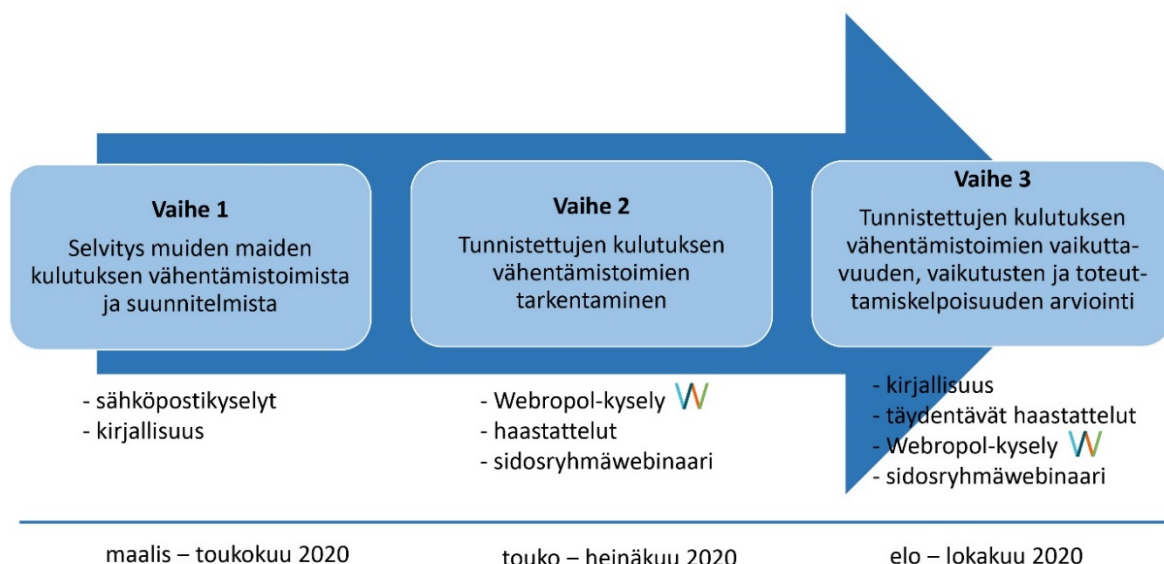 Vaihe 1
Selvitys muiden maiden
kulutuksen vähentämistoimista
ja suunnitelmista
- sähköpostikyselyt
- kirjallisuus
maalis – toukokuu 2020
Vaihe 2
Tunnistettujen kulutuksen
vähentämistoimien
tarkentaminen
- Webropol-kysely
- haastattelut
- sidosryhmäwebinaari
touko – heinäkuu 2020
Vaihe 3
Tunnistettujen kulutuksen
vähentämistoimien vaikutta-
vuuden, vaikutusten ja toteut-
tamiskelpoisuuden arviointi
- kirjallisuus
- täydentävät haastattelut
- Webropol-kysely
- sidosryhmäwebinaari
elo – lokakuu 2020